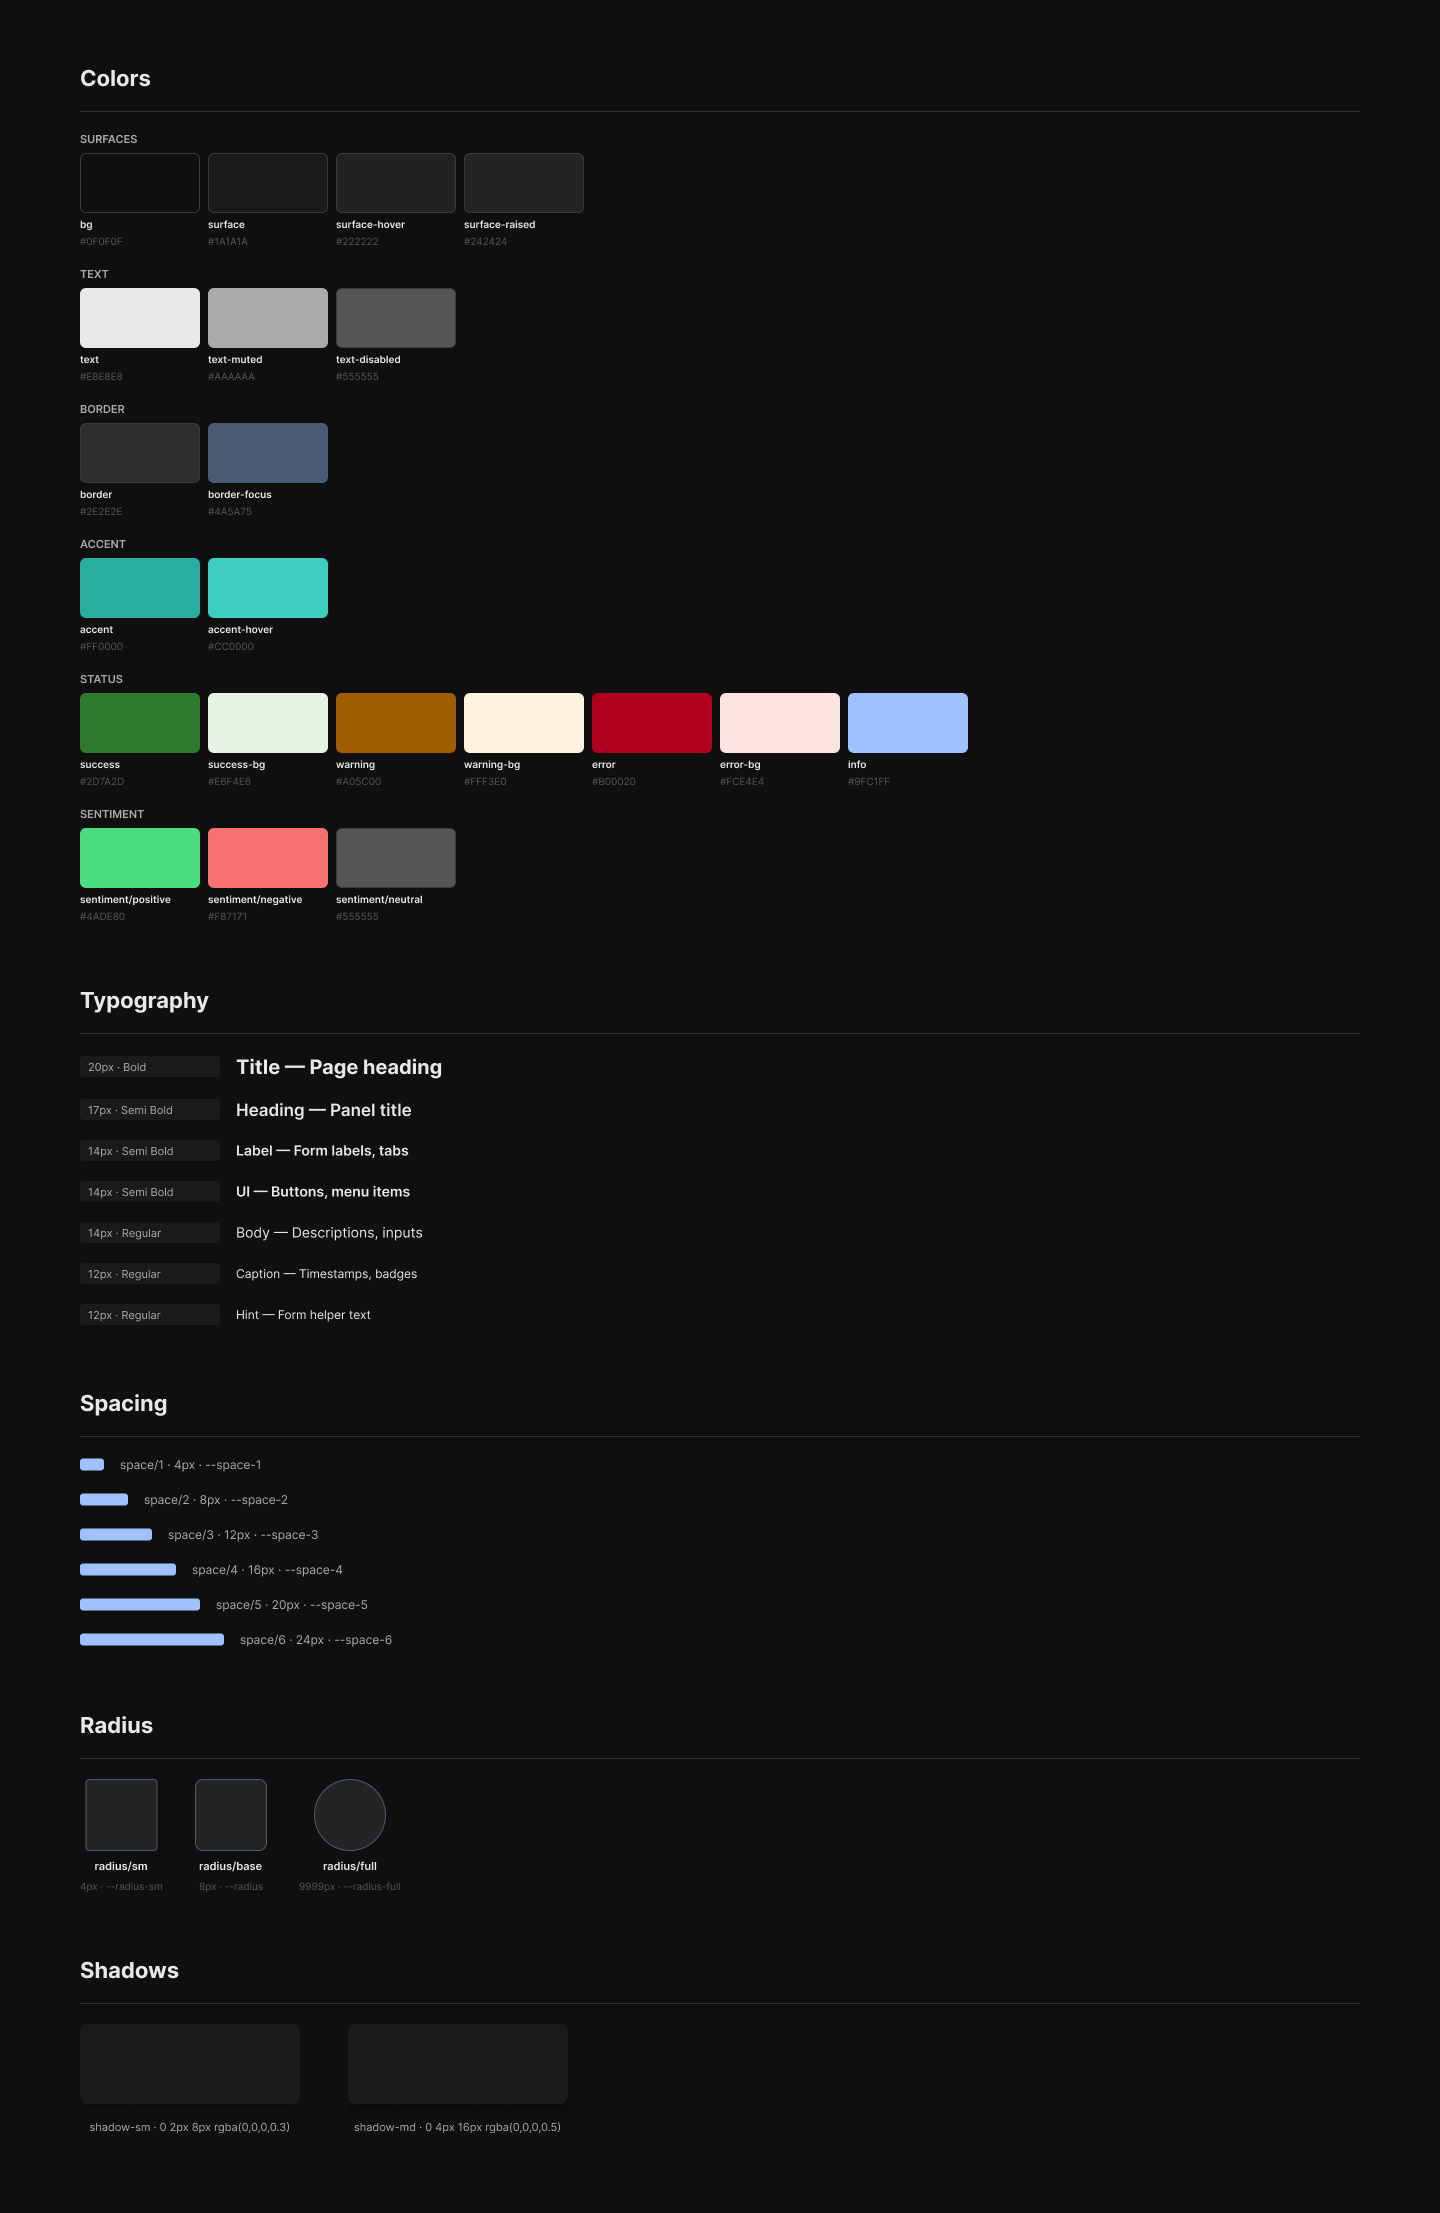 Colors
SURFACES
bg surface surface-hover surface-raised
#0F0F0F #1A1A1A #222222 #242424
TEXT
text text-muted text-disabled
#E8E8E8 #AAAAAA #555555
BORDER
border border-focus
#2E2E2E #4A5A75
ACCENT
accent accent-hover
#FF0000 #CC0000
STATUS
success success-bg warning warning-bg error error-bg info
#2D7A2D #E6F4E6 #A05C00 #FFF3E0 #B00020 #FCE4E4 #9FC1FF
SENTIMENT
sentiment/positive sentiment/negative sentiment/neutral
#4ADE80 #F87171 #555555
Typography
20px · Bold Title — Page heading
17px · Semi Bold Heading — Panel title
14px · Semi Bold Label — Form labels, tabs
14px · Semi Bold UI — Buttons, menu items
14px · Regular Body — Descriptions, inputs
12px · Regular Caption — Timestamps, badges
12px · Regular Hint — Form helper text
Spacing
space/1 · 4px · --space-1
space/2 · 8px · --space-2
space/3 · 12px · --space-3
space/4 · 16px · --space-4
space/5 · 20px · --space-5
space/6 · 24px · --space-6
Radius
radius/sm radius/base radius/full
4px · --radius-sm 8px · --radius 9999px · --radius-full
Shadows
shadow-sm · 0 2px 8px rgba(0,0,0,0.3) shadow-md · 0 4px 16px rgba(0,0,0,0.5)